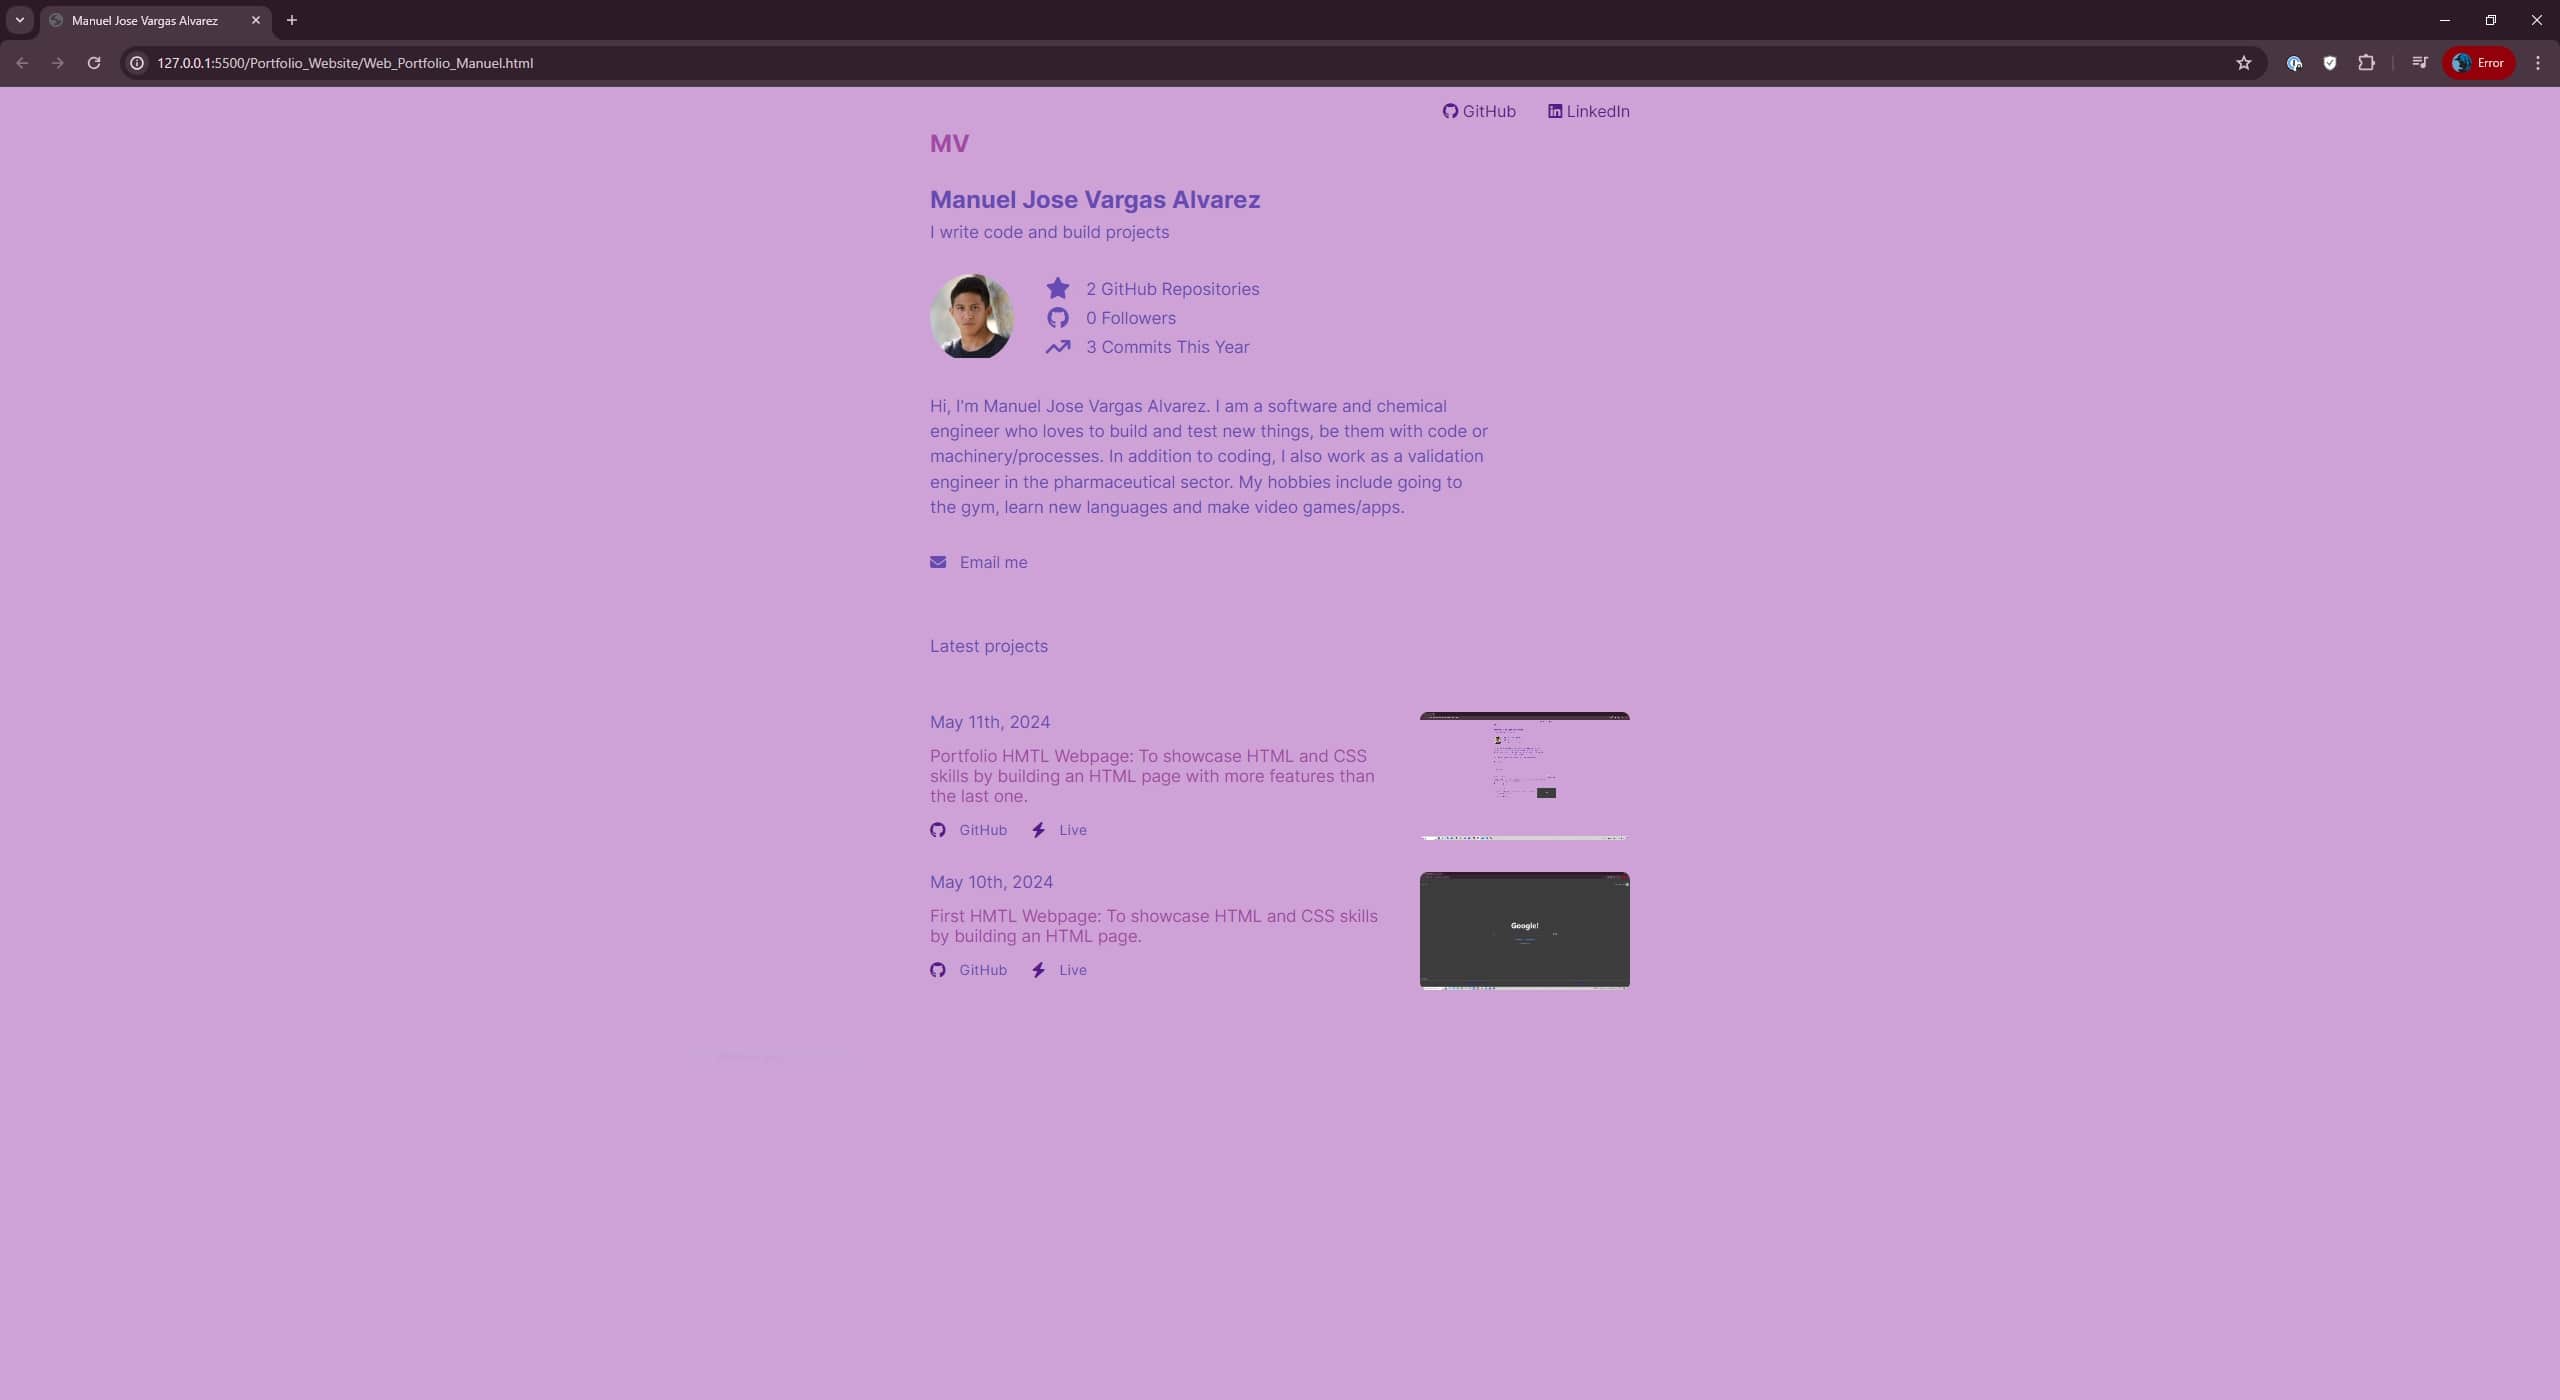 Manuel Jose Vargas Alvarez
127.0.0.1:5500/Portfolio_Website/Web_Portfolio_Manuel.html
Error
GitHub LinkedIn
MV
Manuel Jose Vargas Alvarez
I write code and build projects
2 GitHub Repositories
0 Followers
3 Commits This Year
Hi, I'm Manuel Jose Vargas Alvarez. I am a software and chemical
engineer who loves to build and test new things, be them with code or
machinery/processes. In addition to coding, I also work as a validation
engineer in the pharmaceutical sector. My hobbies include going to
the gym, learn new languages and make video games/apps.
Email me
Latest projects
May 11th, 2024
Portfolio HMTL Webpage: To showcase HTML and CSS
skills by building an HTML page with more features than
the last one.
GitHub Live
May 10th, 2024
First HMTL Webpage: To showcase HTML and CSS skills
by building an HTML page.
GitHub Live
Google!